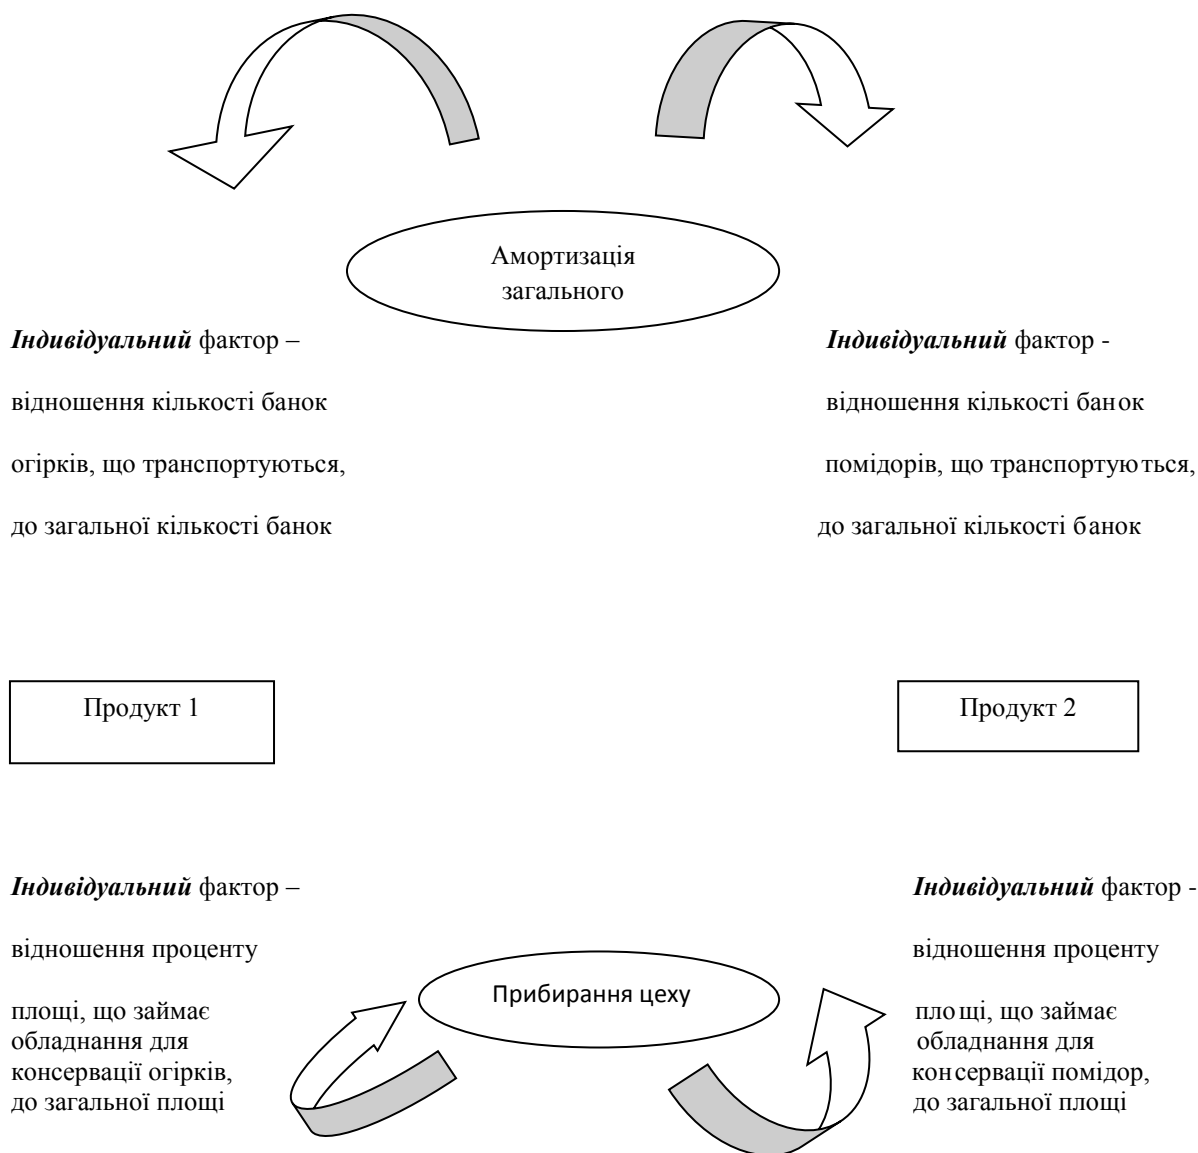 Амортизація
загального
Індивідуальний фактор –
відношення кількості банок
огірків, що транспортуються,
до загальної кількості банок
Індивідуальний фактор -
відношення кількості банок
помідорів, що транспортуються,
до загальної кількості банок
Продукт 1
Продукт 2
Індивідуальний фактор –
відношення проценту
площі, що займає
обладнання для
консервації огірків,
до загальної площі
Прибирання цеху
Індивідуальний фактор -
відношення проценту
площі, що займає
обладнання для
консервації помідор,
до загальної площі